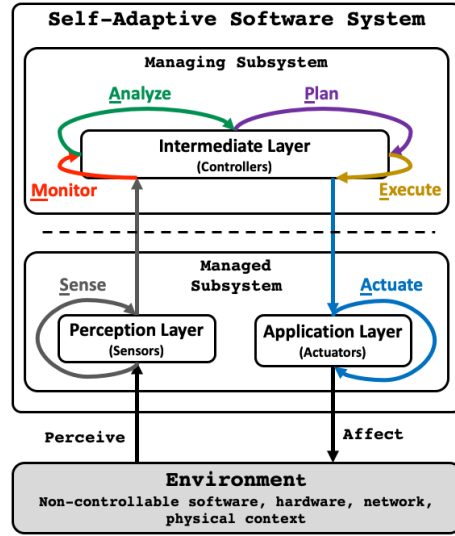 Self-Adaptive Software System
Managing Subsystem
Analyze
Plan
Intermediate Layer
(Controllers)
Monitor
Execute
Managed
Subsystem
Sense
Actuate
Perception Layer
(Sensors)
Application Layer
(Actuators)
Perceive
Affect
Environment
Non-controllable software, hardware, network,
physical context